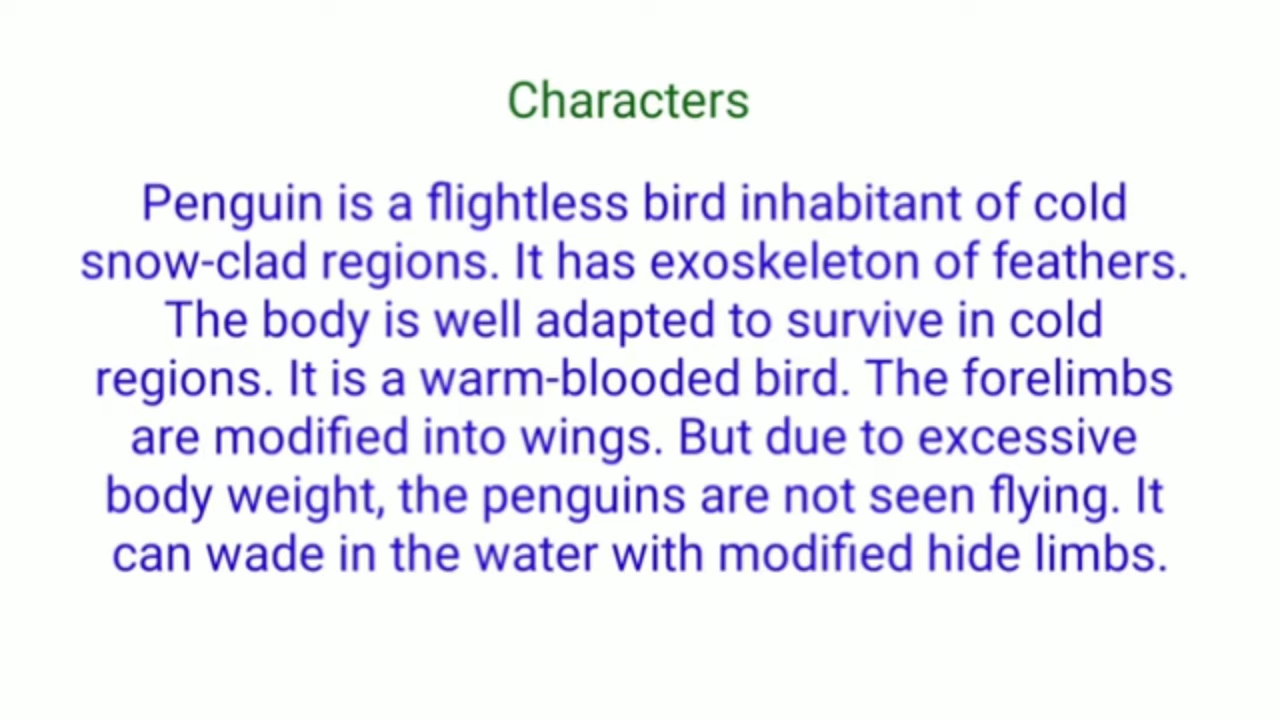 Characters
Penguin is a flightless bird inhabitant of cold
snow-clad regions. It has exoskeleton of feathers.
The body is well adapted to survive in cold
regions. It is a warm-blooded bird. The forelimbs
are modified into wings. But due to excessive
body weight, the penguins are not seen flying. It
can wade in the water with modified hide limbs.